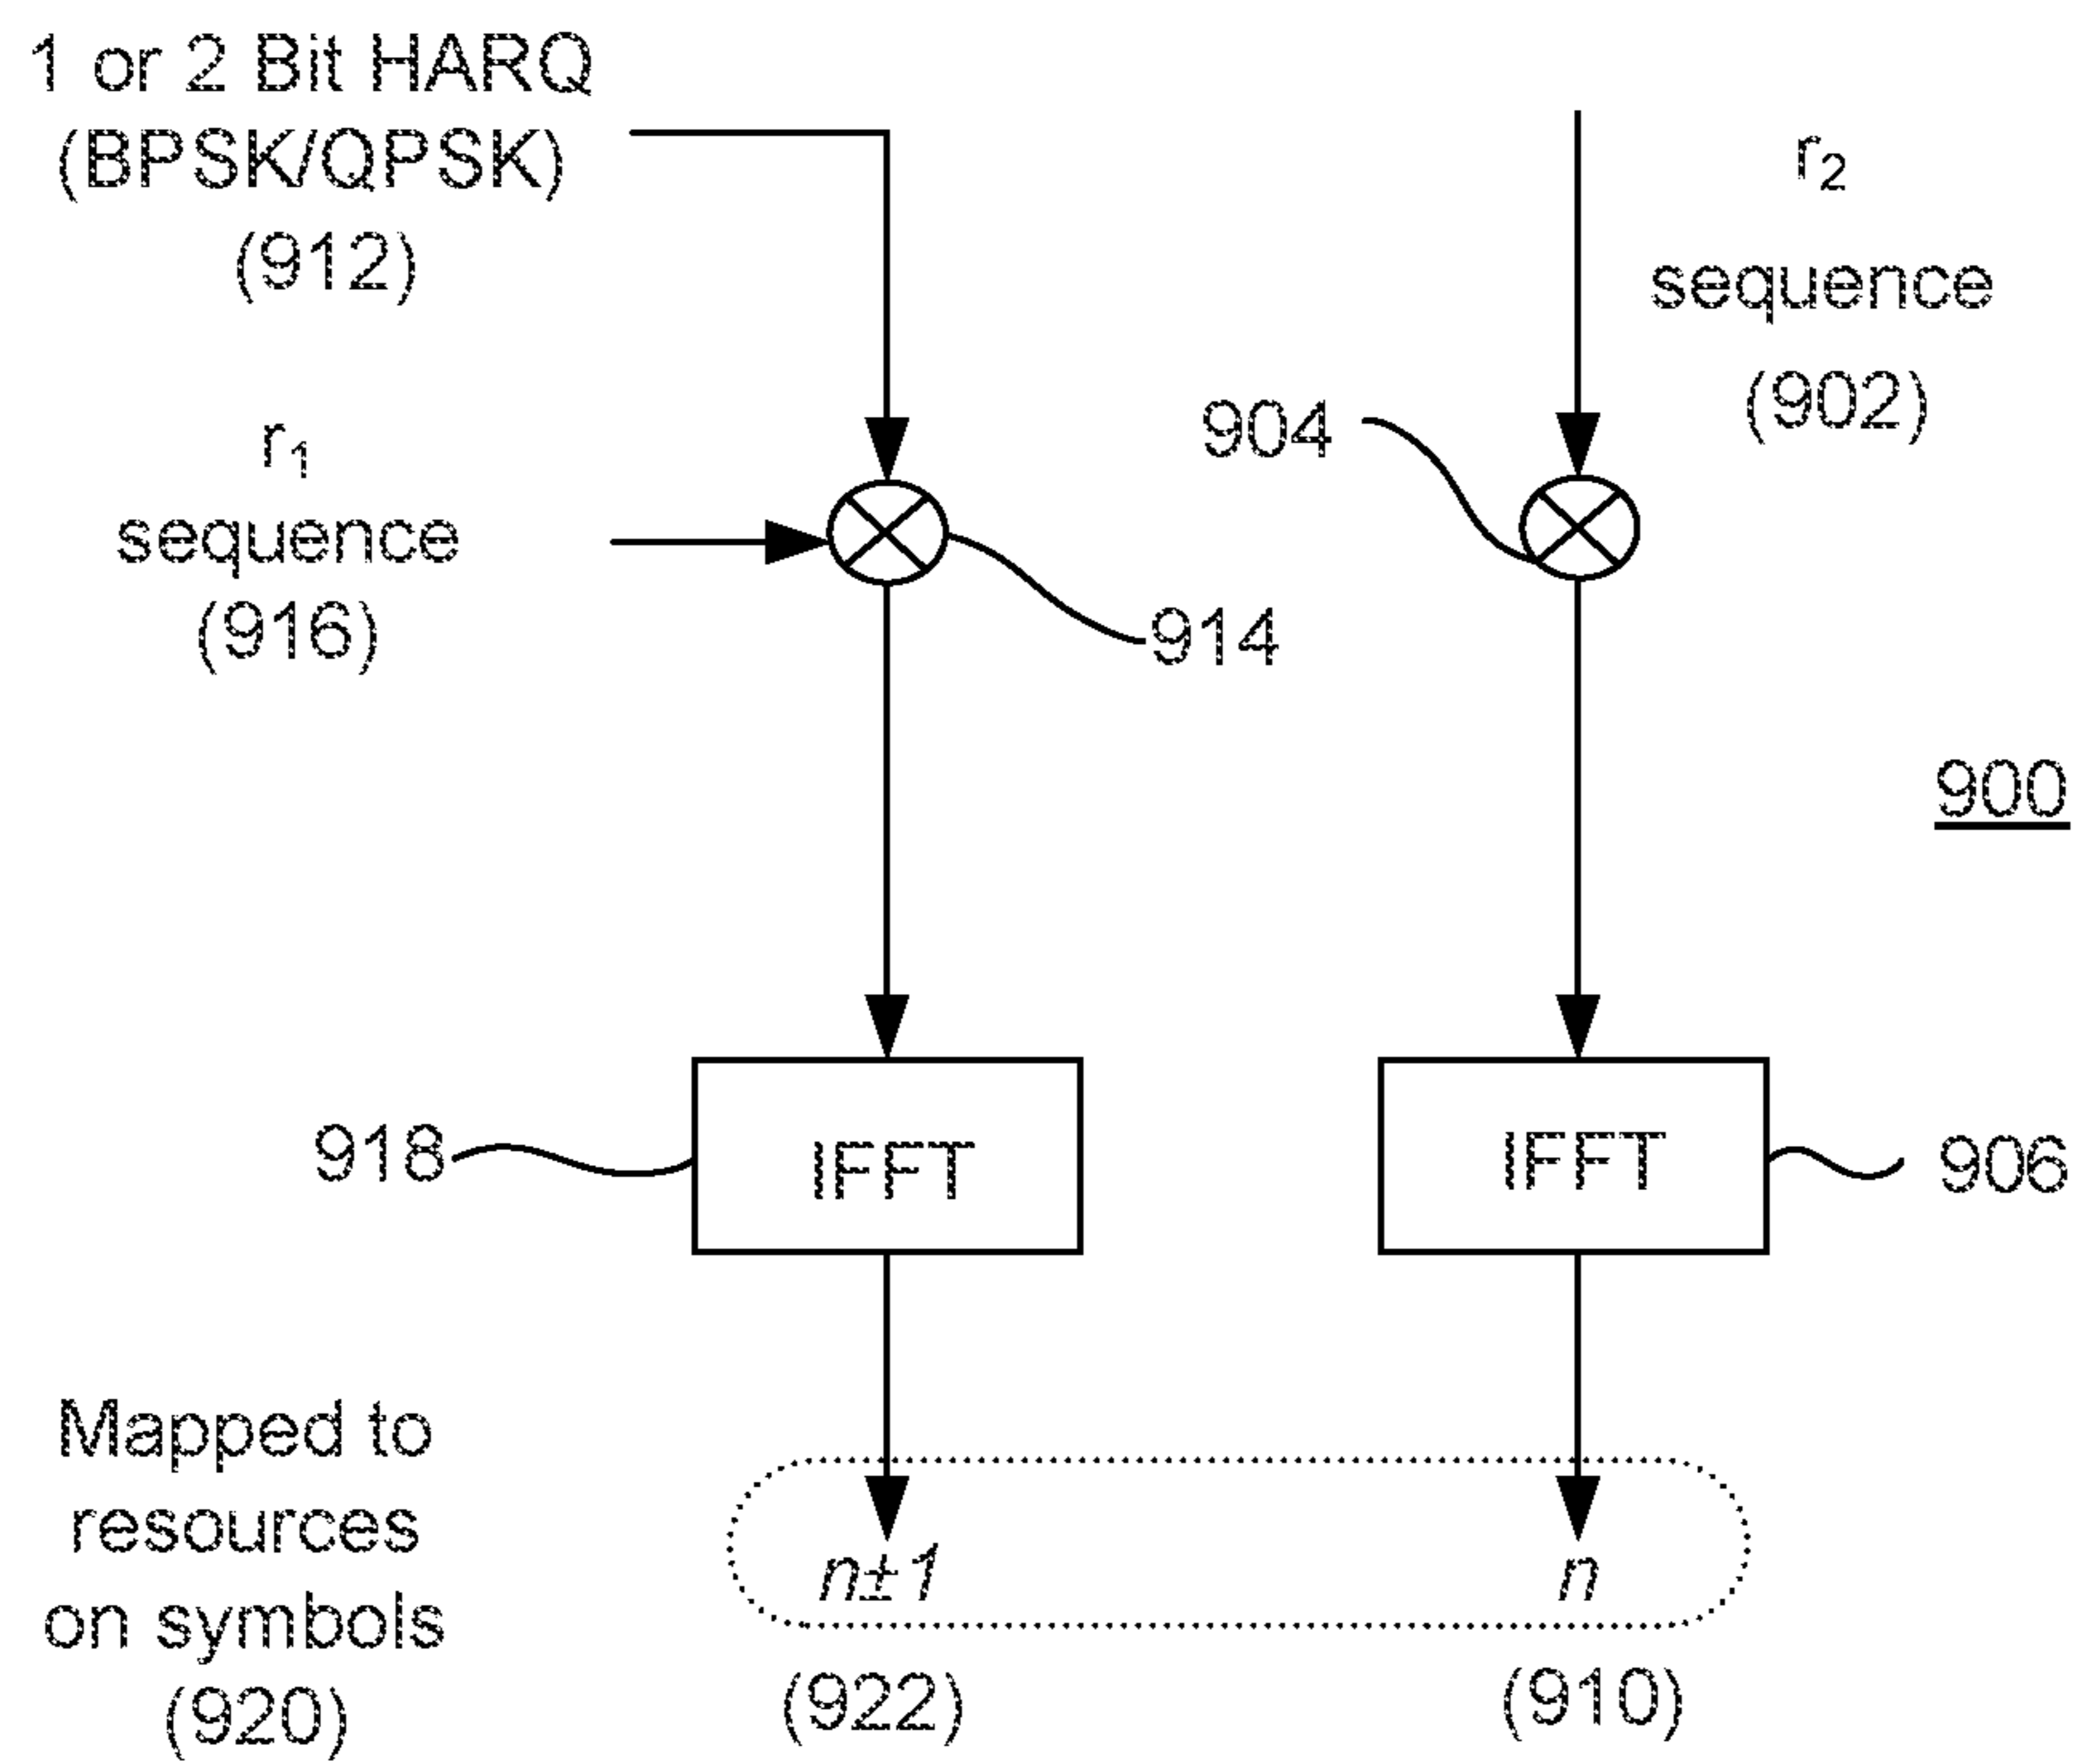 1 or 2 Bit HARQ
(BPSK/QPSK)
(912)
r₂
sequence
(902)
904
r₁
sequence
(916)
914
900
918
IFFT
IFFT
906
Mapped to
resources
on symbols
(920)
n±1
n
(922)
(910)